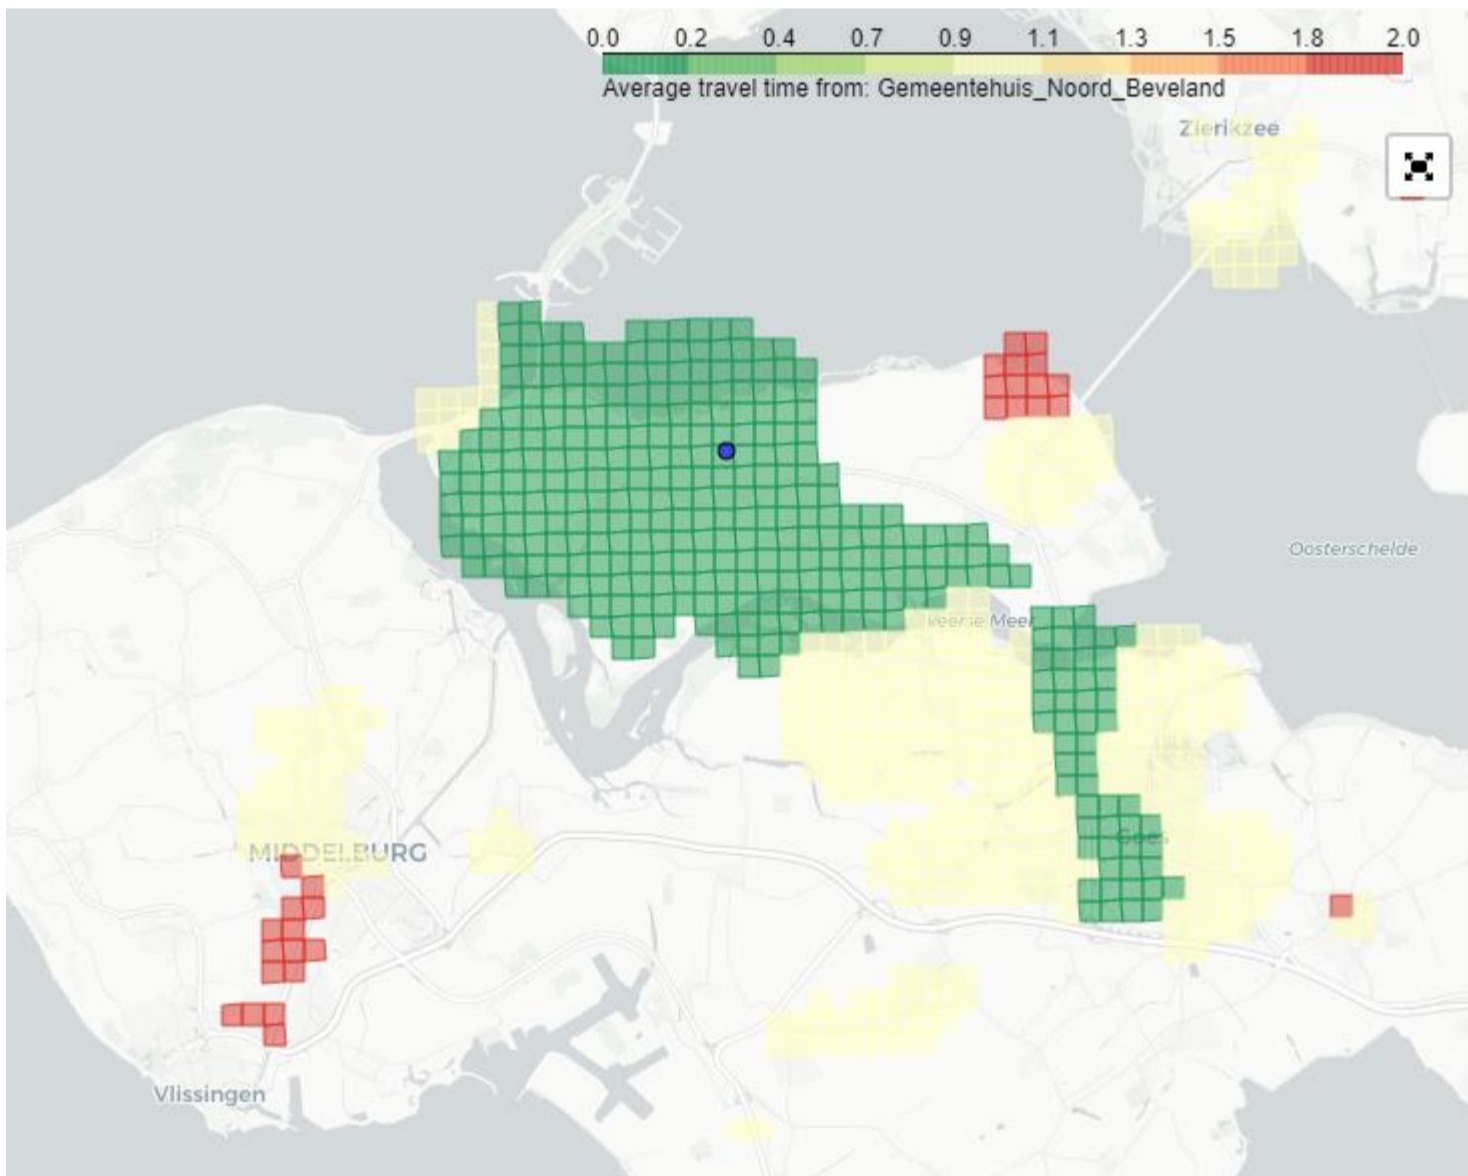 0.0 0.2 0.4 0.7 0.9 1.1 1.3 1.5 1.8 2.0
Average travel time from: Gemeentehuis_Noord_Beveland
Zierikzee
Oosterschelde
Veerse Meer
Goes
MIDDELBURG
Vlissingen